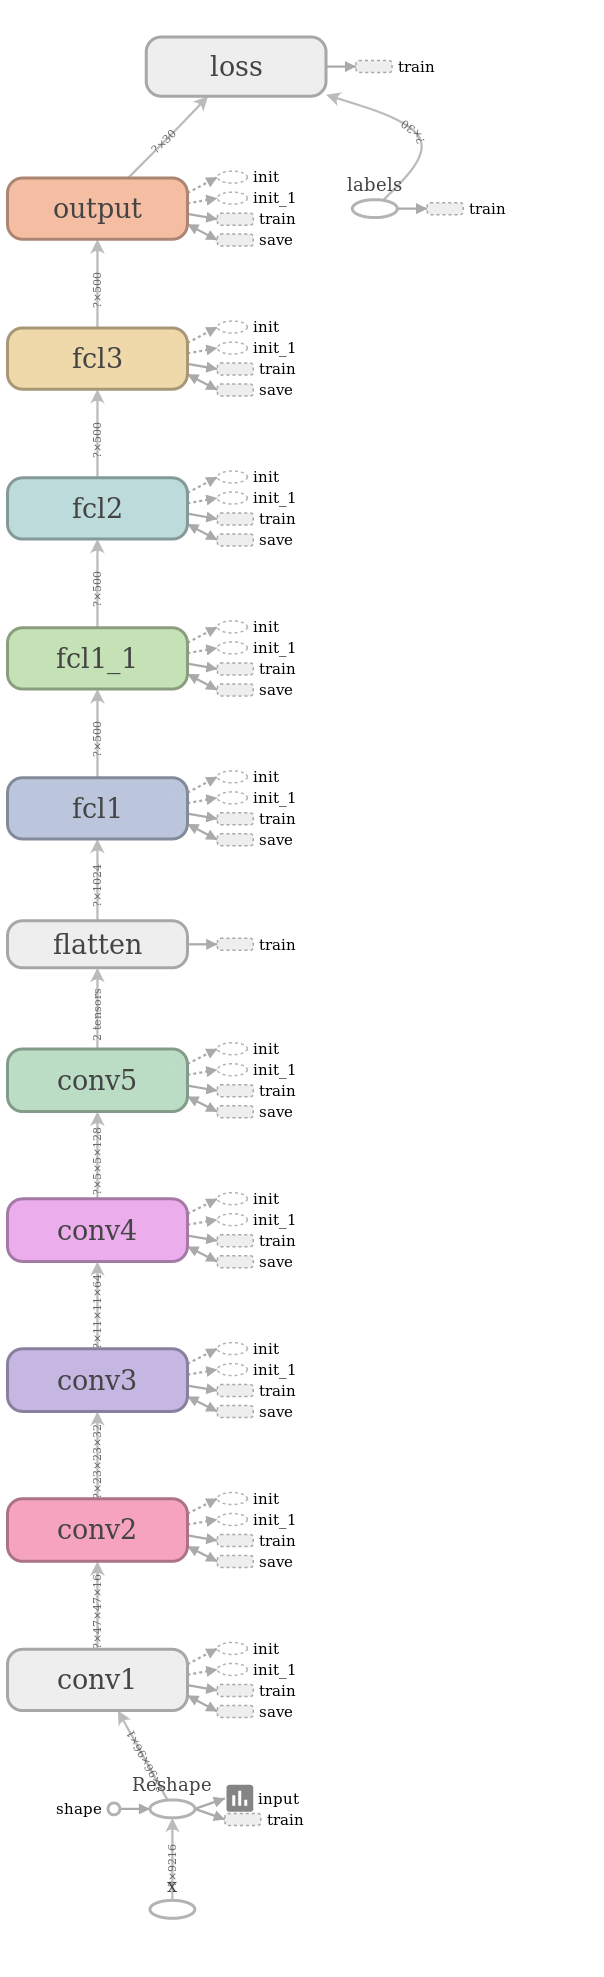 loss
train
?×30
?×30
labels
train
output
init
init_1
train
save
?×500
fcl3
init
init_1
train
save
?×500
fcl2
init
init_1
train
save
?×500
fcl1_1
init
init_1
train
save
?×500
fcl1
init
init_1
train
save
?×1024
flatten
train
2 tensors
conv5
init
init_1
train
save
?×5×5×128
conv4
init
init_1
train
save
?×11×11×64
conv3
init
init_1
train
save
?×23×23×32
conv2
init
init_1
train
save
?×47×47×16
conv1
init
init_1
train
save
?×96×96×1
Reshape
shape
input
train
?×9216
x